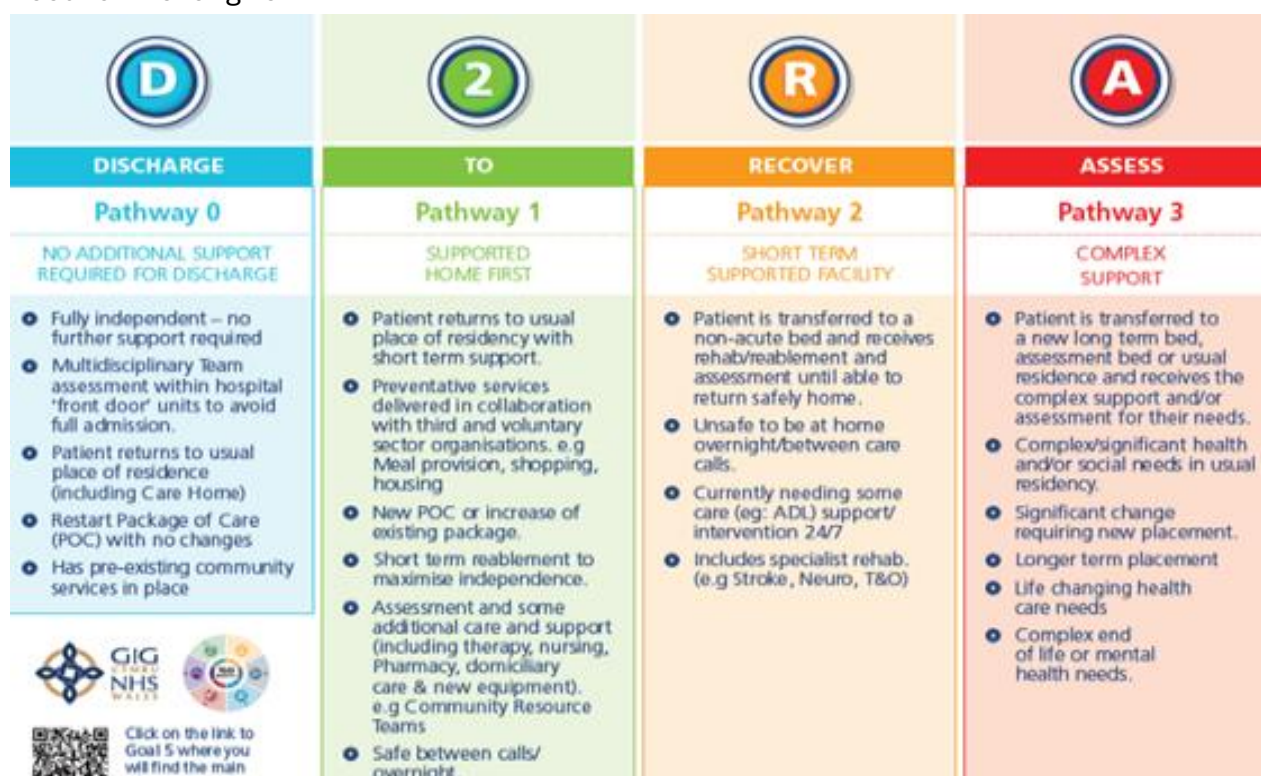 D
DISCHARGE
Pathway 0
NO ADDITIONAL SUPPORT
REQUIRED FOR DISCHARGE
Fully independent – no
further support required
Multidisciplinary Team
assessment within hospital
‘front door’ units to avoid
full admission.
Patient returns to usual
place of residence
(including Care Home)
Restart Package of Care
(POC) with no changes
Has pre-existing community
services in place
GIG
CYMRU
NHS
WALES
Click on the link to
Goal 5 where you
will find the main
2
TO
Pathway 1
SUPPORTED
HOME FIRST
Patient returns to usual
place of residency with
short term support.
Preventative services
delivered in collaboration
with third and voluntary
sector organisations. e.g
Meal provision, shopping,
housing
New POC or increase of
existing package.
Short term reablement to
maximise independence.
Assessment and some
additional care and support
(including therapy, nursing,
Pharmacy, domiciliary
care & new equipment).
e.g Community Resource
Teams
Safe between calls/
overnight
R
RECOVER
Pathway 2
SHORT TERM
SUPPORTED FACILITY
Patient is transferred to a
non-acute bed and receives
rehab/reablement and
assessment until able to
return safely home.
Unsafe to be at home
overnight/between care
calls.
Currently needing some
care (eg: ADL) support/
intervention 24/7
Includes specialist rehab.
(e.g Stroke, Neuro, T&O)
A
ASSESS
Pathway 3
COMPLEX
SUPPORT
Patient is transferred to
a new long term bed,
assessment bed or usual
residence and receives the
complex support and/or
assessment for their needs.
Complex/significant health
and/or social needs in usual
residency.
Significant change
requiring new placement.
Longer term placement
Life changing health
care needs
Complex end
of life or mental
health needs.